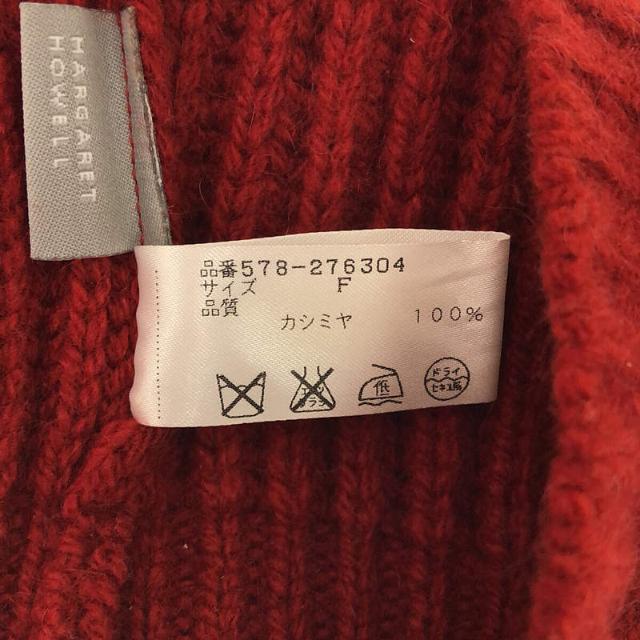 MARGARET
HOWELL
品番578-276304
サイズ F
品質
カシミヤ 100%
低
ドライ